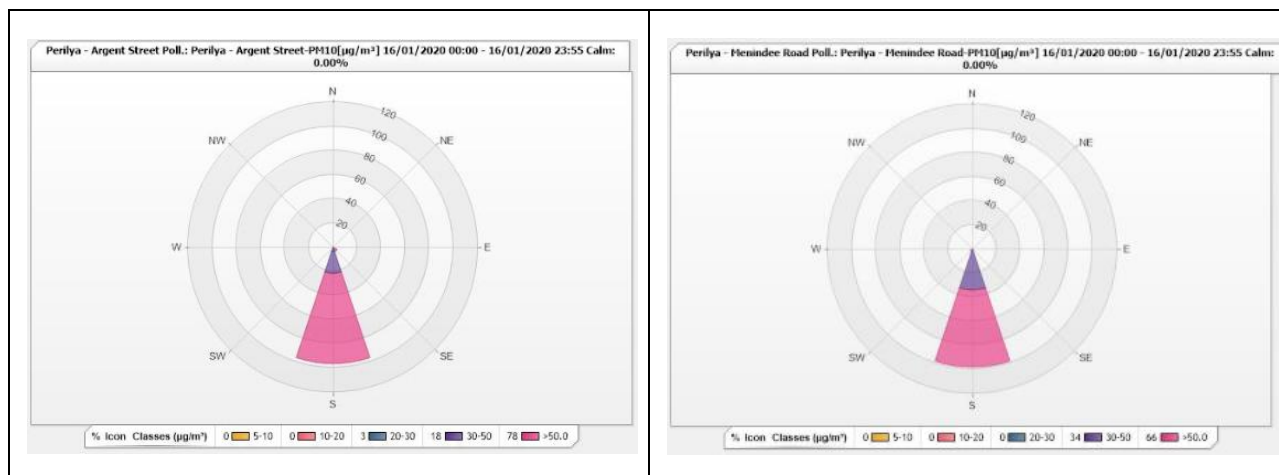 Perilya - Argent Street Poll.: Perilya - Argent Street-PM10[µg/m³] 16/01/2020 00:00 - 16/01/2020 23:55 Calm:
0.00%
N
NW
NE
120
100
80
60
40
20
W
E
SW
SE
S
% Icon Classes (µg/m³) 0 5-10 0 10-20 3 20-30 18 30-50 78 >50.0
Perilya - Menindee Road Poll.: Perilya - Menindee Road-PM10[µg/m³] 16/01/2020 00:00 - 16/01/2020 23:55 Calm:
0.00%
N
NW
NE
120
100
80
60
40
20
W
E
SW
SE
S
% Icon Classes (µg/m³) 0 5-10 0 10-20 0 20-30 34 30-50 66 >50.0